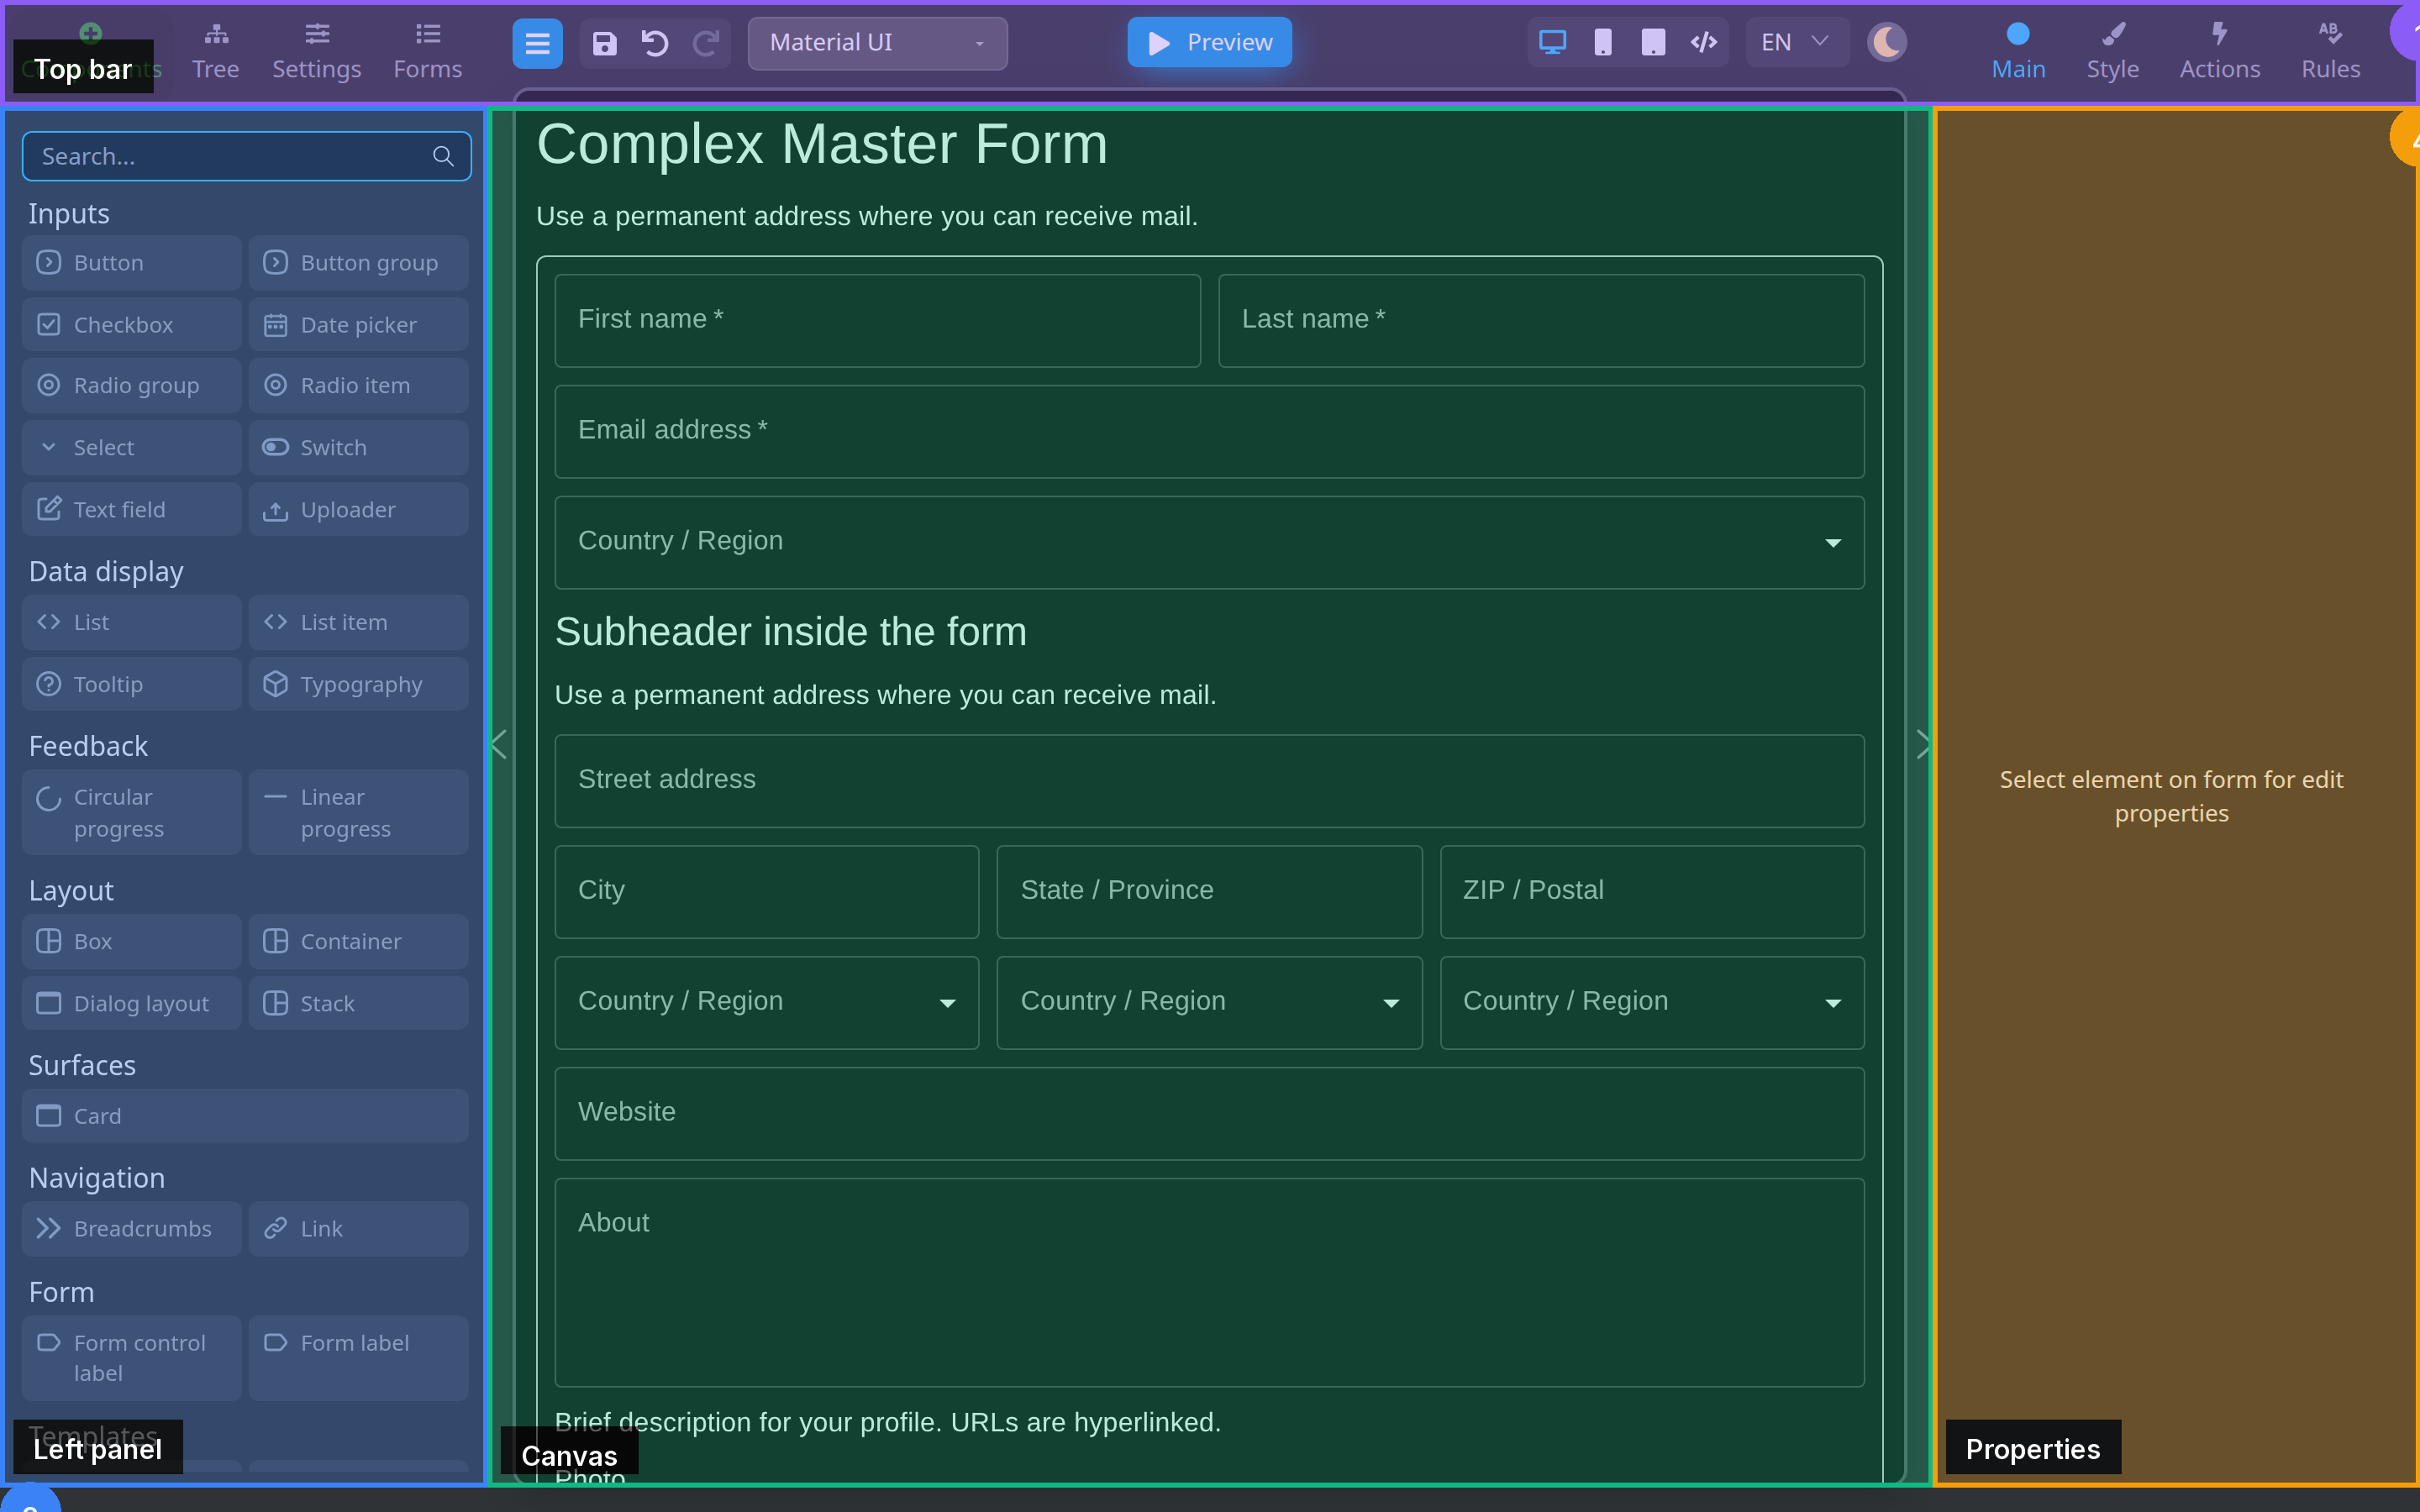 Components
Tree
Settings
Forms
Material UI
Preview
EN
Main
Style
Actions
AB
Rules
Top bar
Search...
Inputs
Button
Button group
Checkbox
Date picker
Radio group
Radio item
Select
Switch
Text field
Uploader
Data display
List
List item
Tooltip
Typography
Feedback
Circular
progress
Linear
progress
Layout
Box
Container
Dialog layout
Stack
Surfaces
Card
Navigation
Breadcrumbs
Link
Form
Form control
label
Form label
Templates
Left panel
Complex Master Form
Use a permanent address where you can receive mail.
First name *
Last name *
Email address *
Country / Region
Subheader inside the form
Use a permanent address where you can receive mail.
Street address
City
State / Province
ZIP / Postal
Country / Region
Country / Region
Country / Region
Website
About
Brief description for your profile. URLs are hyperlinked.
Canvas
Photo
Select element on form for edit
properties
Properties